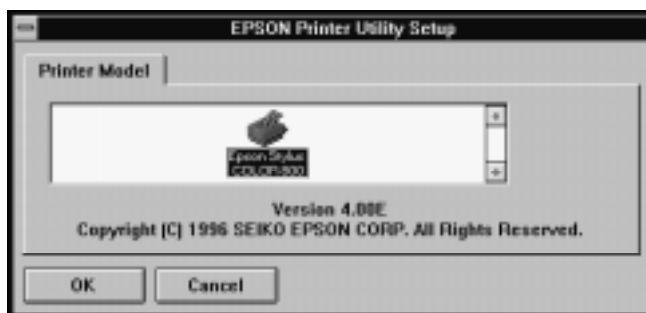 EPSON Printer Utility Setup
Printer Model
Epson Stylus
COLOR
Version 4.00E
Copyright (C) 1996 SEIKO EPSON CORP. All Rights Reserved.
OK
Cancel